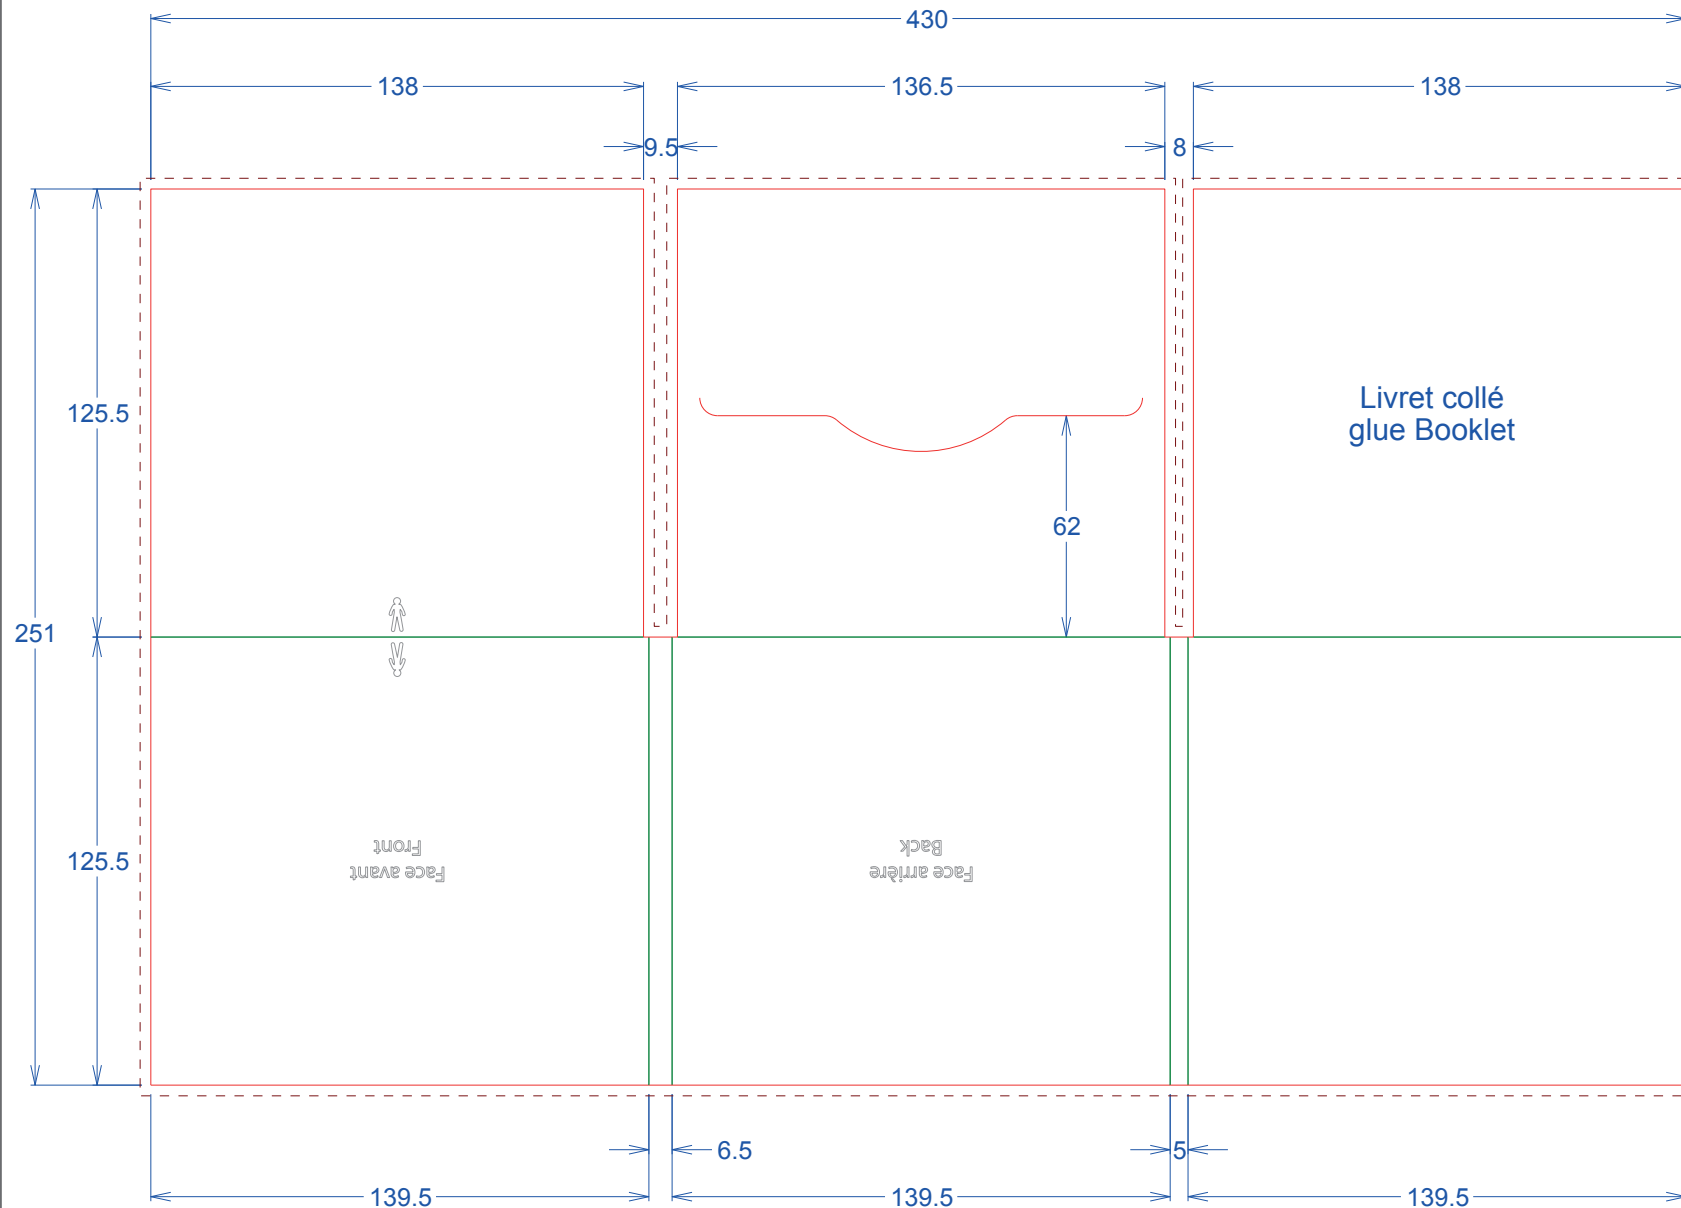 430
138
136.5
138
9.5
8
125.5
Livret collé
glue Booklet
62
251
125.5
Face avant
Front
Face arrière
Back
6.5
5
139.5
139.5
139.5